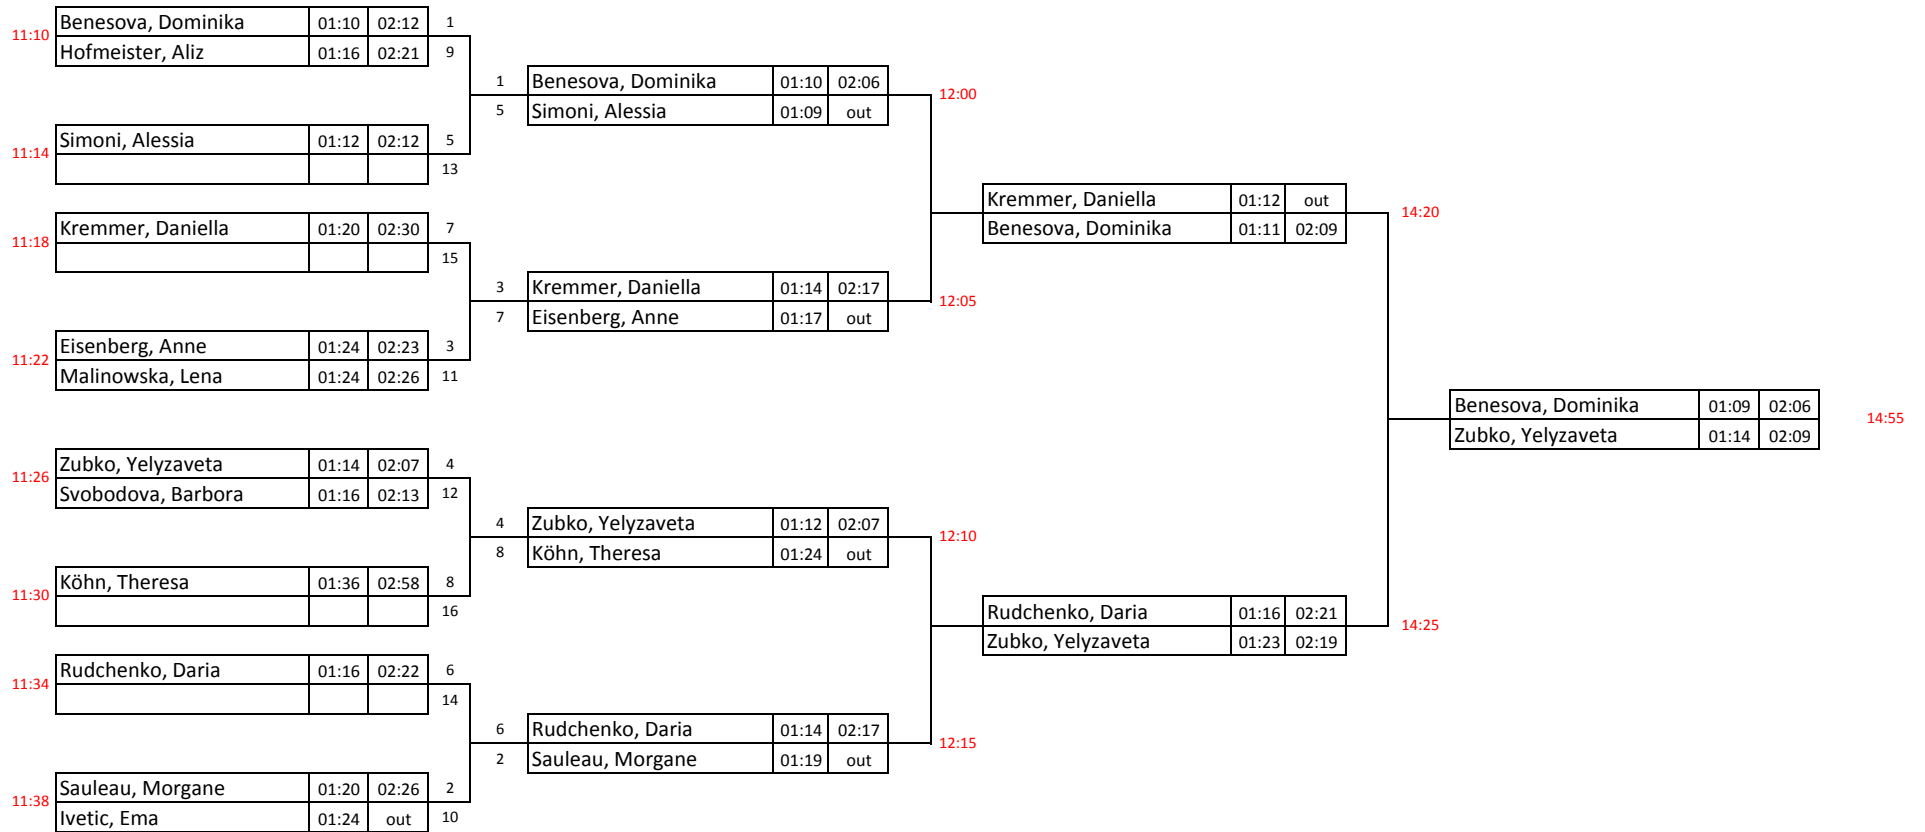 11:10
Benesova, Dominika 01:10 02:12 1
Hofmeister, Aliz 01:16 02:21 9
11:14
Simoni, Alessia 01:12 02:12 5
13
11:18
Kremmer, Daniella 01:20 02:30 7
15
11:22
Eisenberg, Anne 01:24 02:23 3
Malinowska, Lena 01:24 02:26 11
11:26
Zubko, Yelyzaveta 01:14 02:07 4
Svobodova, Barbora 01:16 02:13 12
11:30
Köhn, Theresa 01:36 02:58 8
16
11:34
Rudchenko, Daria 01:16 02:22 6
14
11:38
Sauleau, Morgane 01:20 02:26 2
Ivetic, Ema 01:24 out 10
1 Benesova, Dominika 01:10 02:06
5 Simoni, Alessia 01:09 out
12:00
3 Kremmer, Daniella 01:14 02:17
7 Eisenberg, Anne 01:17 out
12:05
4 Zubko, Yelyzaveta 01:12 02:07
8 Köhn, Theresa 01:24 out
12:10
6 Rudchenko, Daria 01:14 02:17
2 Sauleau, Morgane 01:19 out
12:15
Kremmer, Daniella 01:12 out
Benesova, Dominika 01:11 02:09
14:20
Rudchenko, Daria 01:16 02:21
Zubko, Yelyzaveta 01:23 02:19
14:25
Benesova, Dominika 01:09 02:06
Zubko, Yelyzaveta 01:14 02:09
14:55